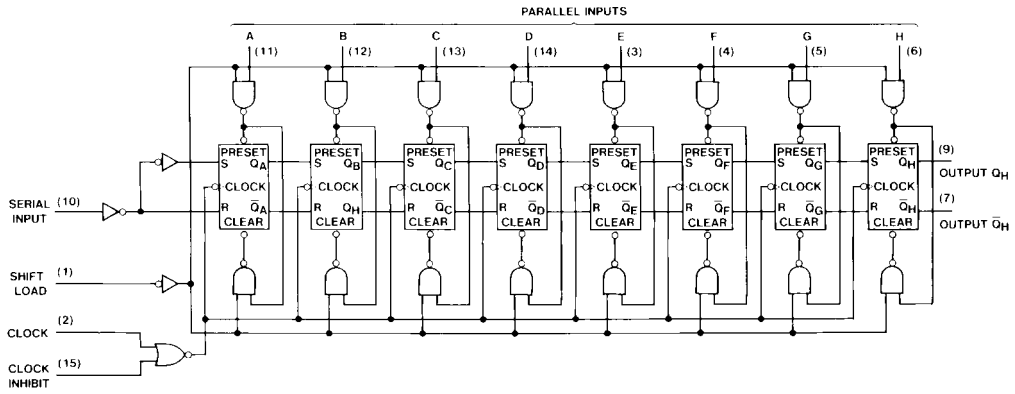 PARALLEL INPUTS
A B C D E F G H
(11) (12) (13) (14) (3) (4) (5) (6)
PRESET PRESET PRESET PRESET PRESET PRESET PRESET PRESET
S QA S QB S QC S QD S QE S QF S QG S QH
(9)
OUTPUT QH
CLOCK CLOCK CLOCK CLOCK CLOCK CLOCK CLOCK CLOCK
SERIAL INPUT (10)
R Q̅A R QH R Q̅C R Q̅D R Q̅E R Q̅F R Q̅G R Q̅H
(7)
OUTPUT Q̅H
CLEAR CLEAR CLEAR CLEAR CLEAR CLEAR CLEAR CLEAR
SHIFT LOAD (1)
CLOCK (2)
CLOCK INHIBIT (15)